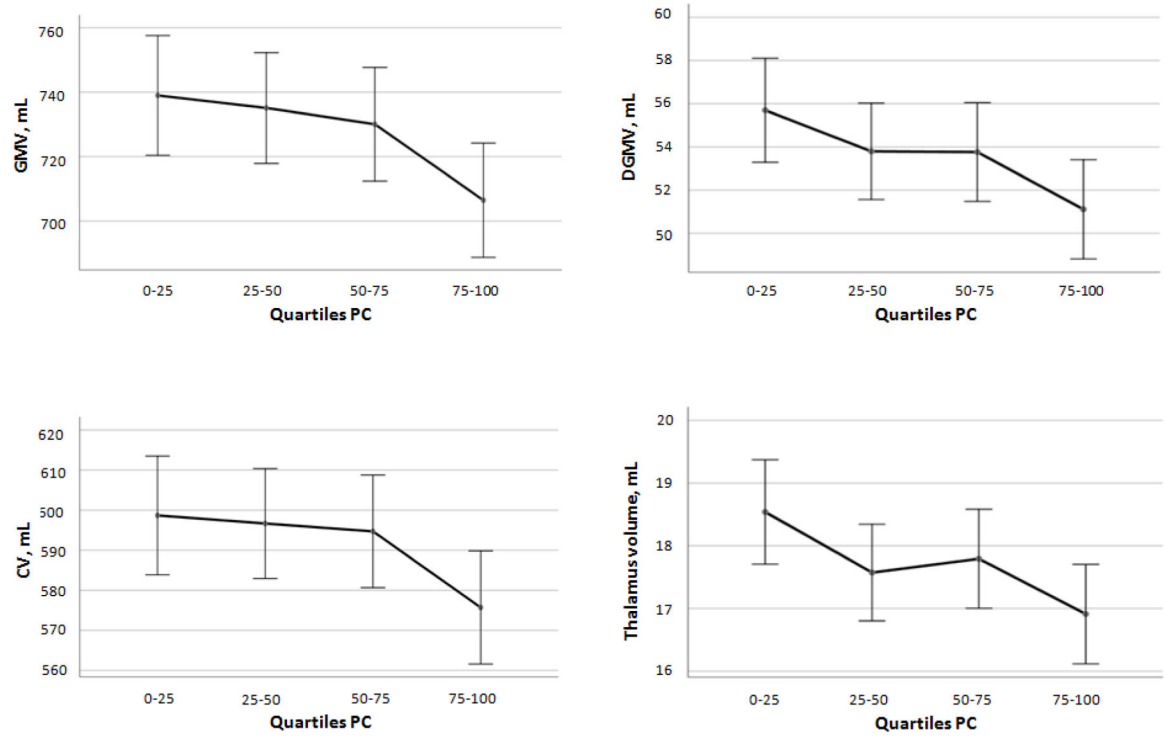 GMV, mL
760
740
720
700
0-25 25-50 50-75 75-100
Quartiles PC
DGMV, mL
60
58
56
54
52
50
0-25 25-50 50-75 75-100
Quartiles PC
CV, mL
620
610
500
590
580
570
560
0-25 25-50 50-75 75-100
Quartiles PC
Thalamus volume, mL
20
19
18
17
16
0-25 25-50 50-75 75-100
Quartiles PC